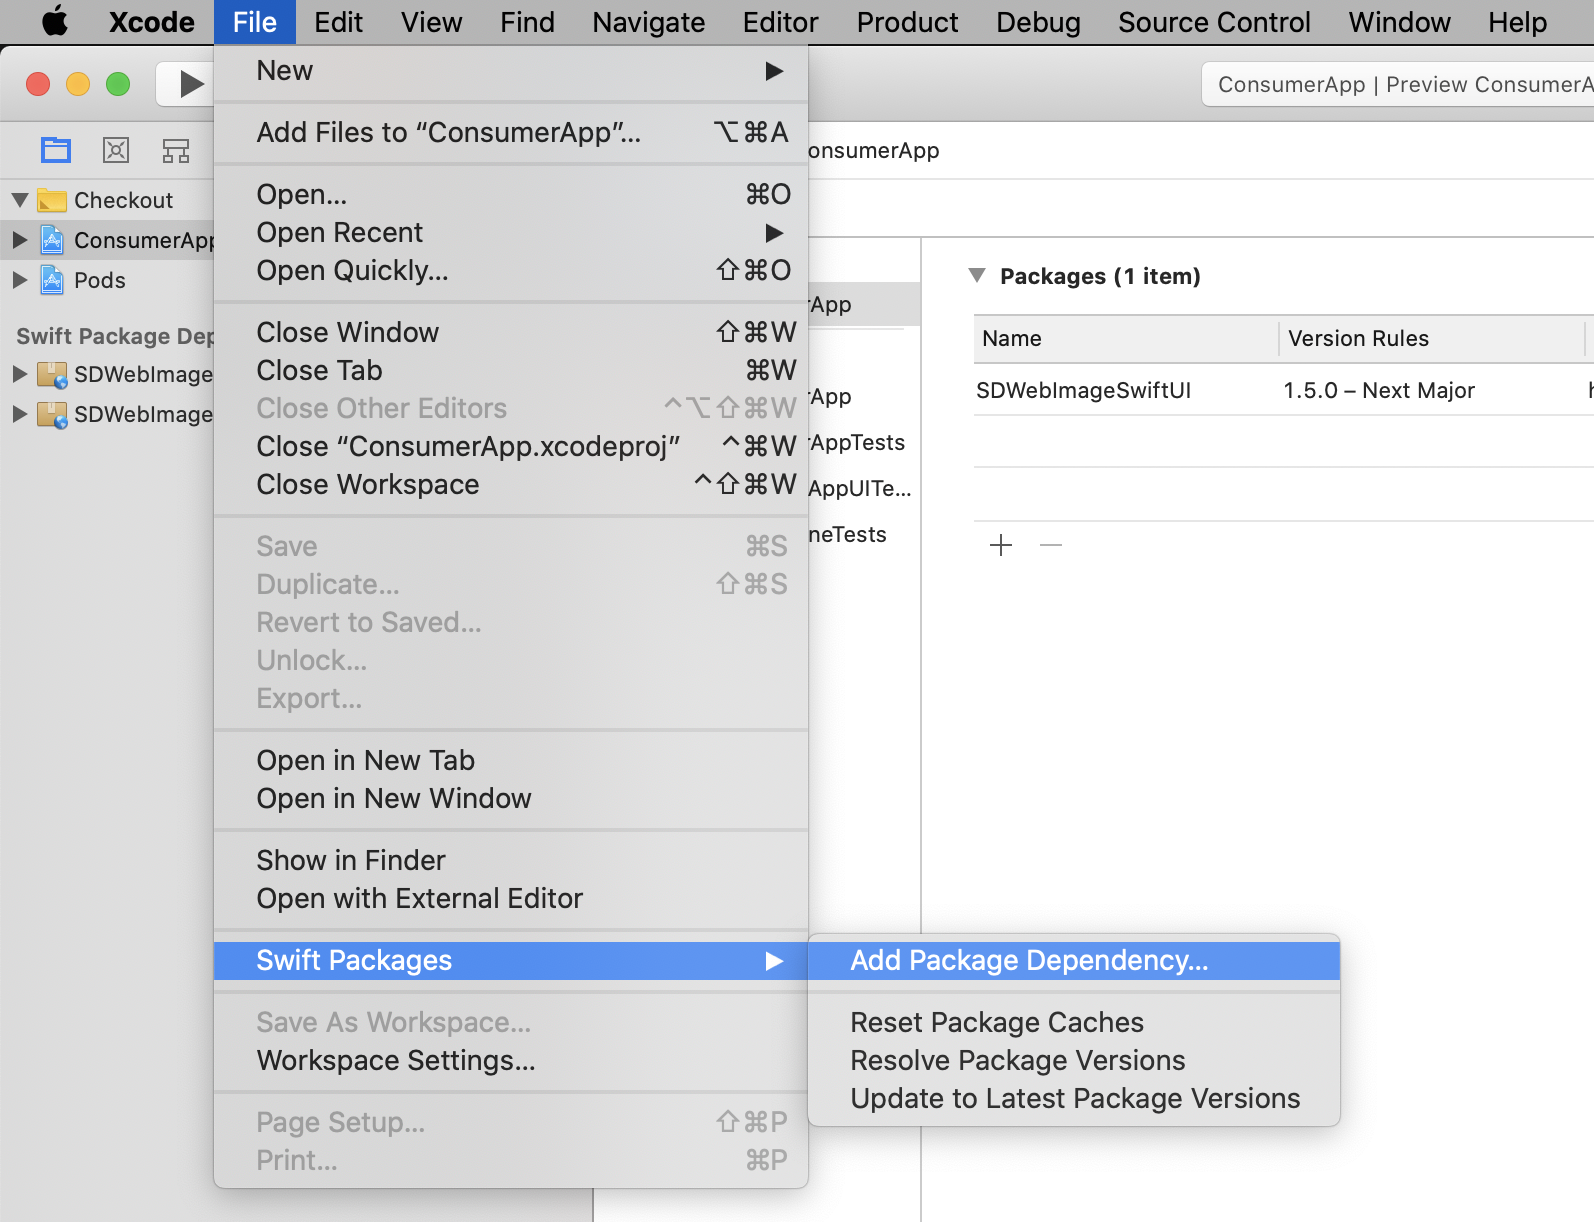 Xcode File Edit View Find Navigate Editor Product Debug Source Control Window Help
ConsumerApp | Preview ConsumerA
Checkout
ConsumerApp
Pods
Swift Package Dep
SDWebImage
SDWebImage
New
Add Files to “ConsumerApp”... ⌥⌘A
Open... ⌘O
Open Recent
Open Quickly... ⇧⌘O
Close Window ⇧⌘W
Close Tab ⌘W
Close Other Editors ^⌥⇧⌘W
Close “ConsumerApp.xcodeproj” ^⌘W
Close Workspace ^⇧⌘W
Save ⌘S
Duplicate... ⇧⌘S
Revert to Saved...
Unlock...
Export...
Open in New Tab
Open in New Window
Show in Finder
Open with External Editor
Swift Packages
Save As Workspace...
Workspace Settings...
Page Setup... ⇧⌘P
Print... ⌘P
Add Package Dependency...
Reset Package Caches
Resolve Package Versions
Update to Latest Package Versions
onsumerApp
rApp
rApp
rAppTests
AppUITe...
neTests
Packages (1 item)
Name Version Rules
SDWebImageSwiftUI 1.5.0 – Next Major h